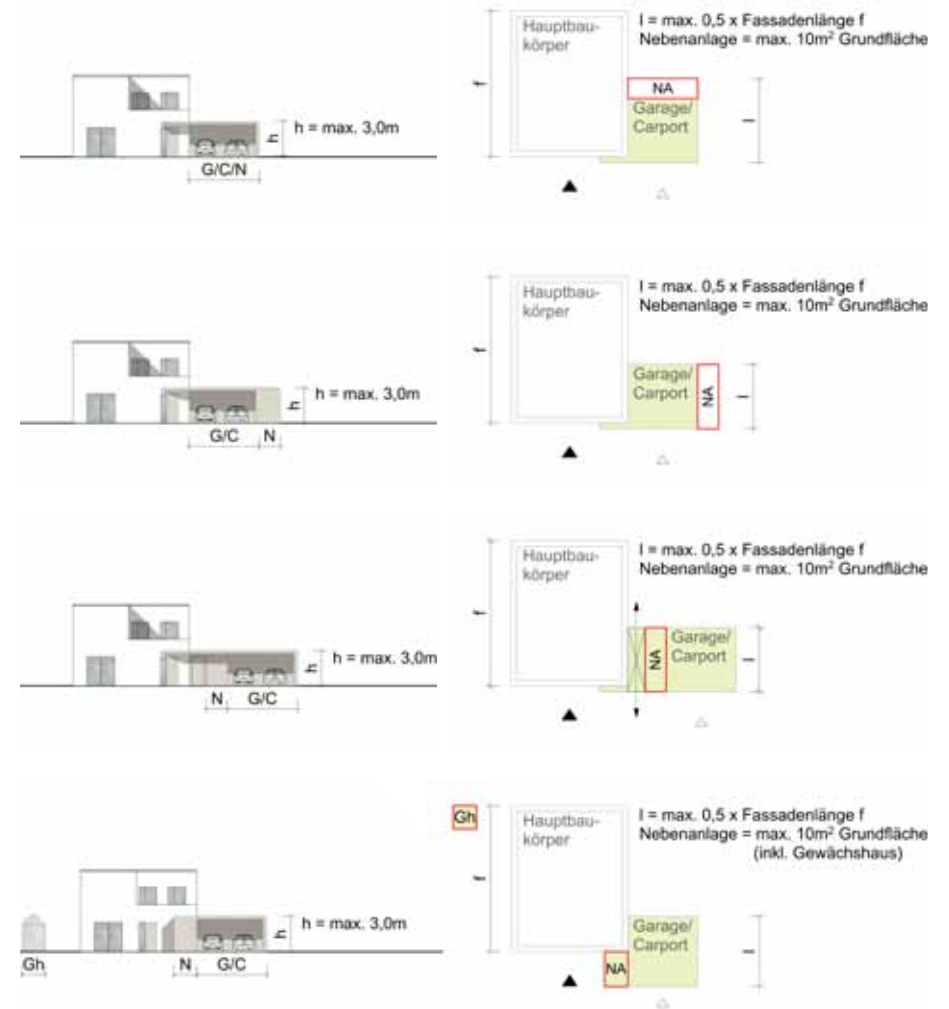 h = max. 3,0m
h
G/C/N
Hauptbau-
körper
f
l = max. 0,5 x Fassadenlänge f
Nebenanlage = max. 10m² Grundfläche
NA
Garage/
Carport
l
h = max. 3,0m
h
G/C
N
Hauptbau-
körper
f
l = max. 0,5 x Fassadenlänge f
Nebenanlage = max. 10m² Grundfläche
Garage/
Carport
NA
l
h = max. 3,0m
h
N
G/C
Hauptbau-
körper
f
l = max. 0,5 x Fassadenlänge f
Nebenanlage = max. 10m² Grundfläche
NA
Garage/
Carport
l
h = max. 3,0m
h
Gh
N
G/C
Gh
Hauptbau-
körper
f
l = max. 0,5 x Fassadenlänge f
Nebenanlage = max. 10m² Grundfläche
(inkl. Gewächshaus)
Garage/
Carport
NA
l